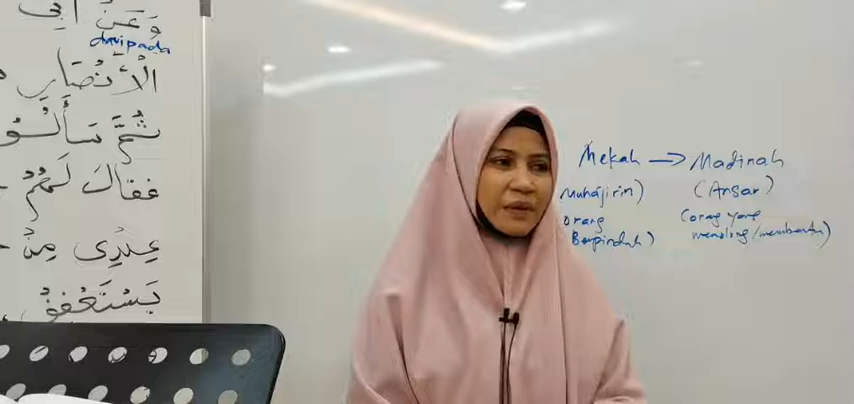 وَعَنْ أَبِي
daripada
الْأَنْصَارِ
ثُمَّ سَأَلُو
فَقَالَ لَهُمْ
عِنْدِى مِنْ
يَسْتَعْفِفْ
Mekah → Madinah
(Muhajirin) (Ansar)
orang (orang yang
Berpindah) menolong/membantu)